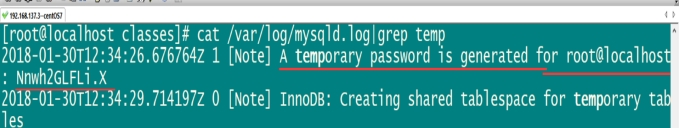 192.168.137.3-centOS7
[root@localhost classes]# cat /var/log/mysqld.log|grep temp
2018-01-30T12:34:26.676764Z 1 [Note] A temporary password is generated for root@localhost
: Nnwh2GLFLi.X
2018-01-30T12:34:29.714197Z 0 [Note] InnoDB: Creating shared tablespace for temporary tab
les